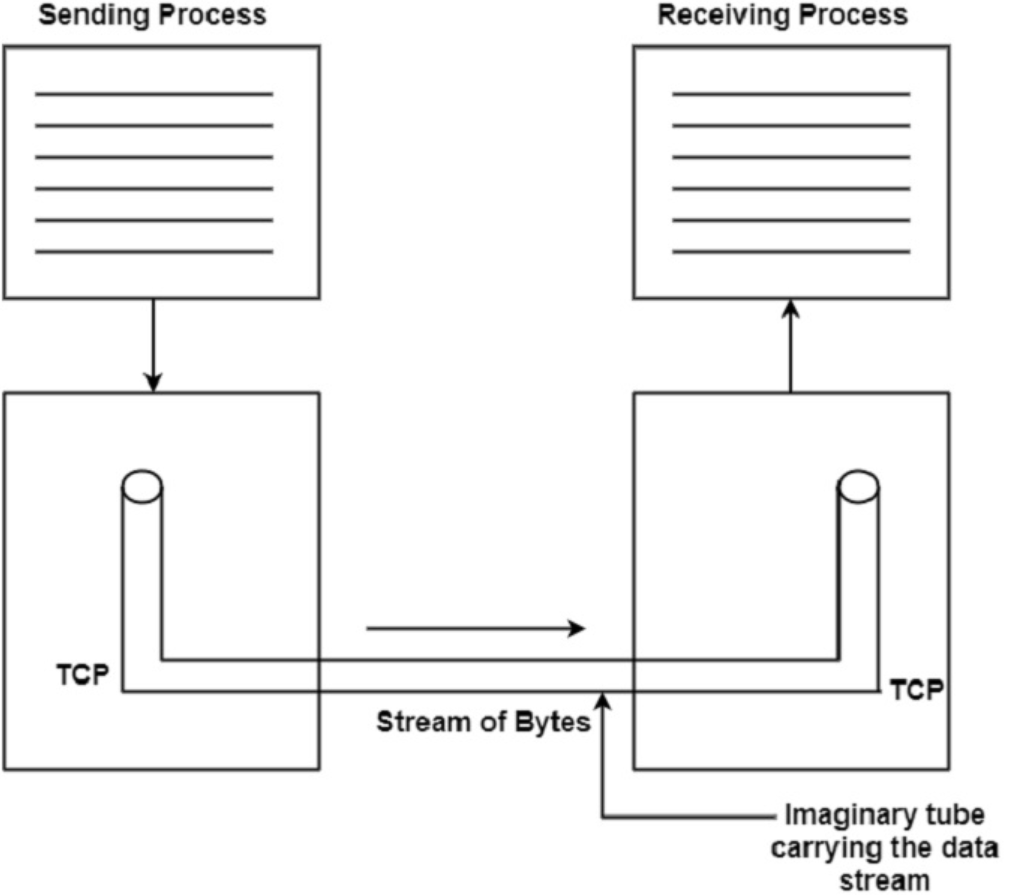 Sending Process
Receiving Process
TCP
TCP
Stream of Bytes
Imaginary tube
carrying the data
stream